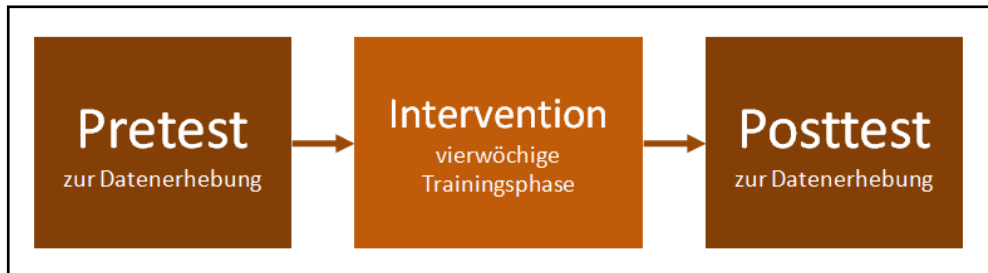 Pretest
zur Datenerhebung
Intervention
vierwöchige
Trainingsphase
Posttest
zur Datenerhebung